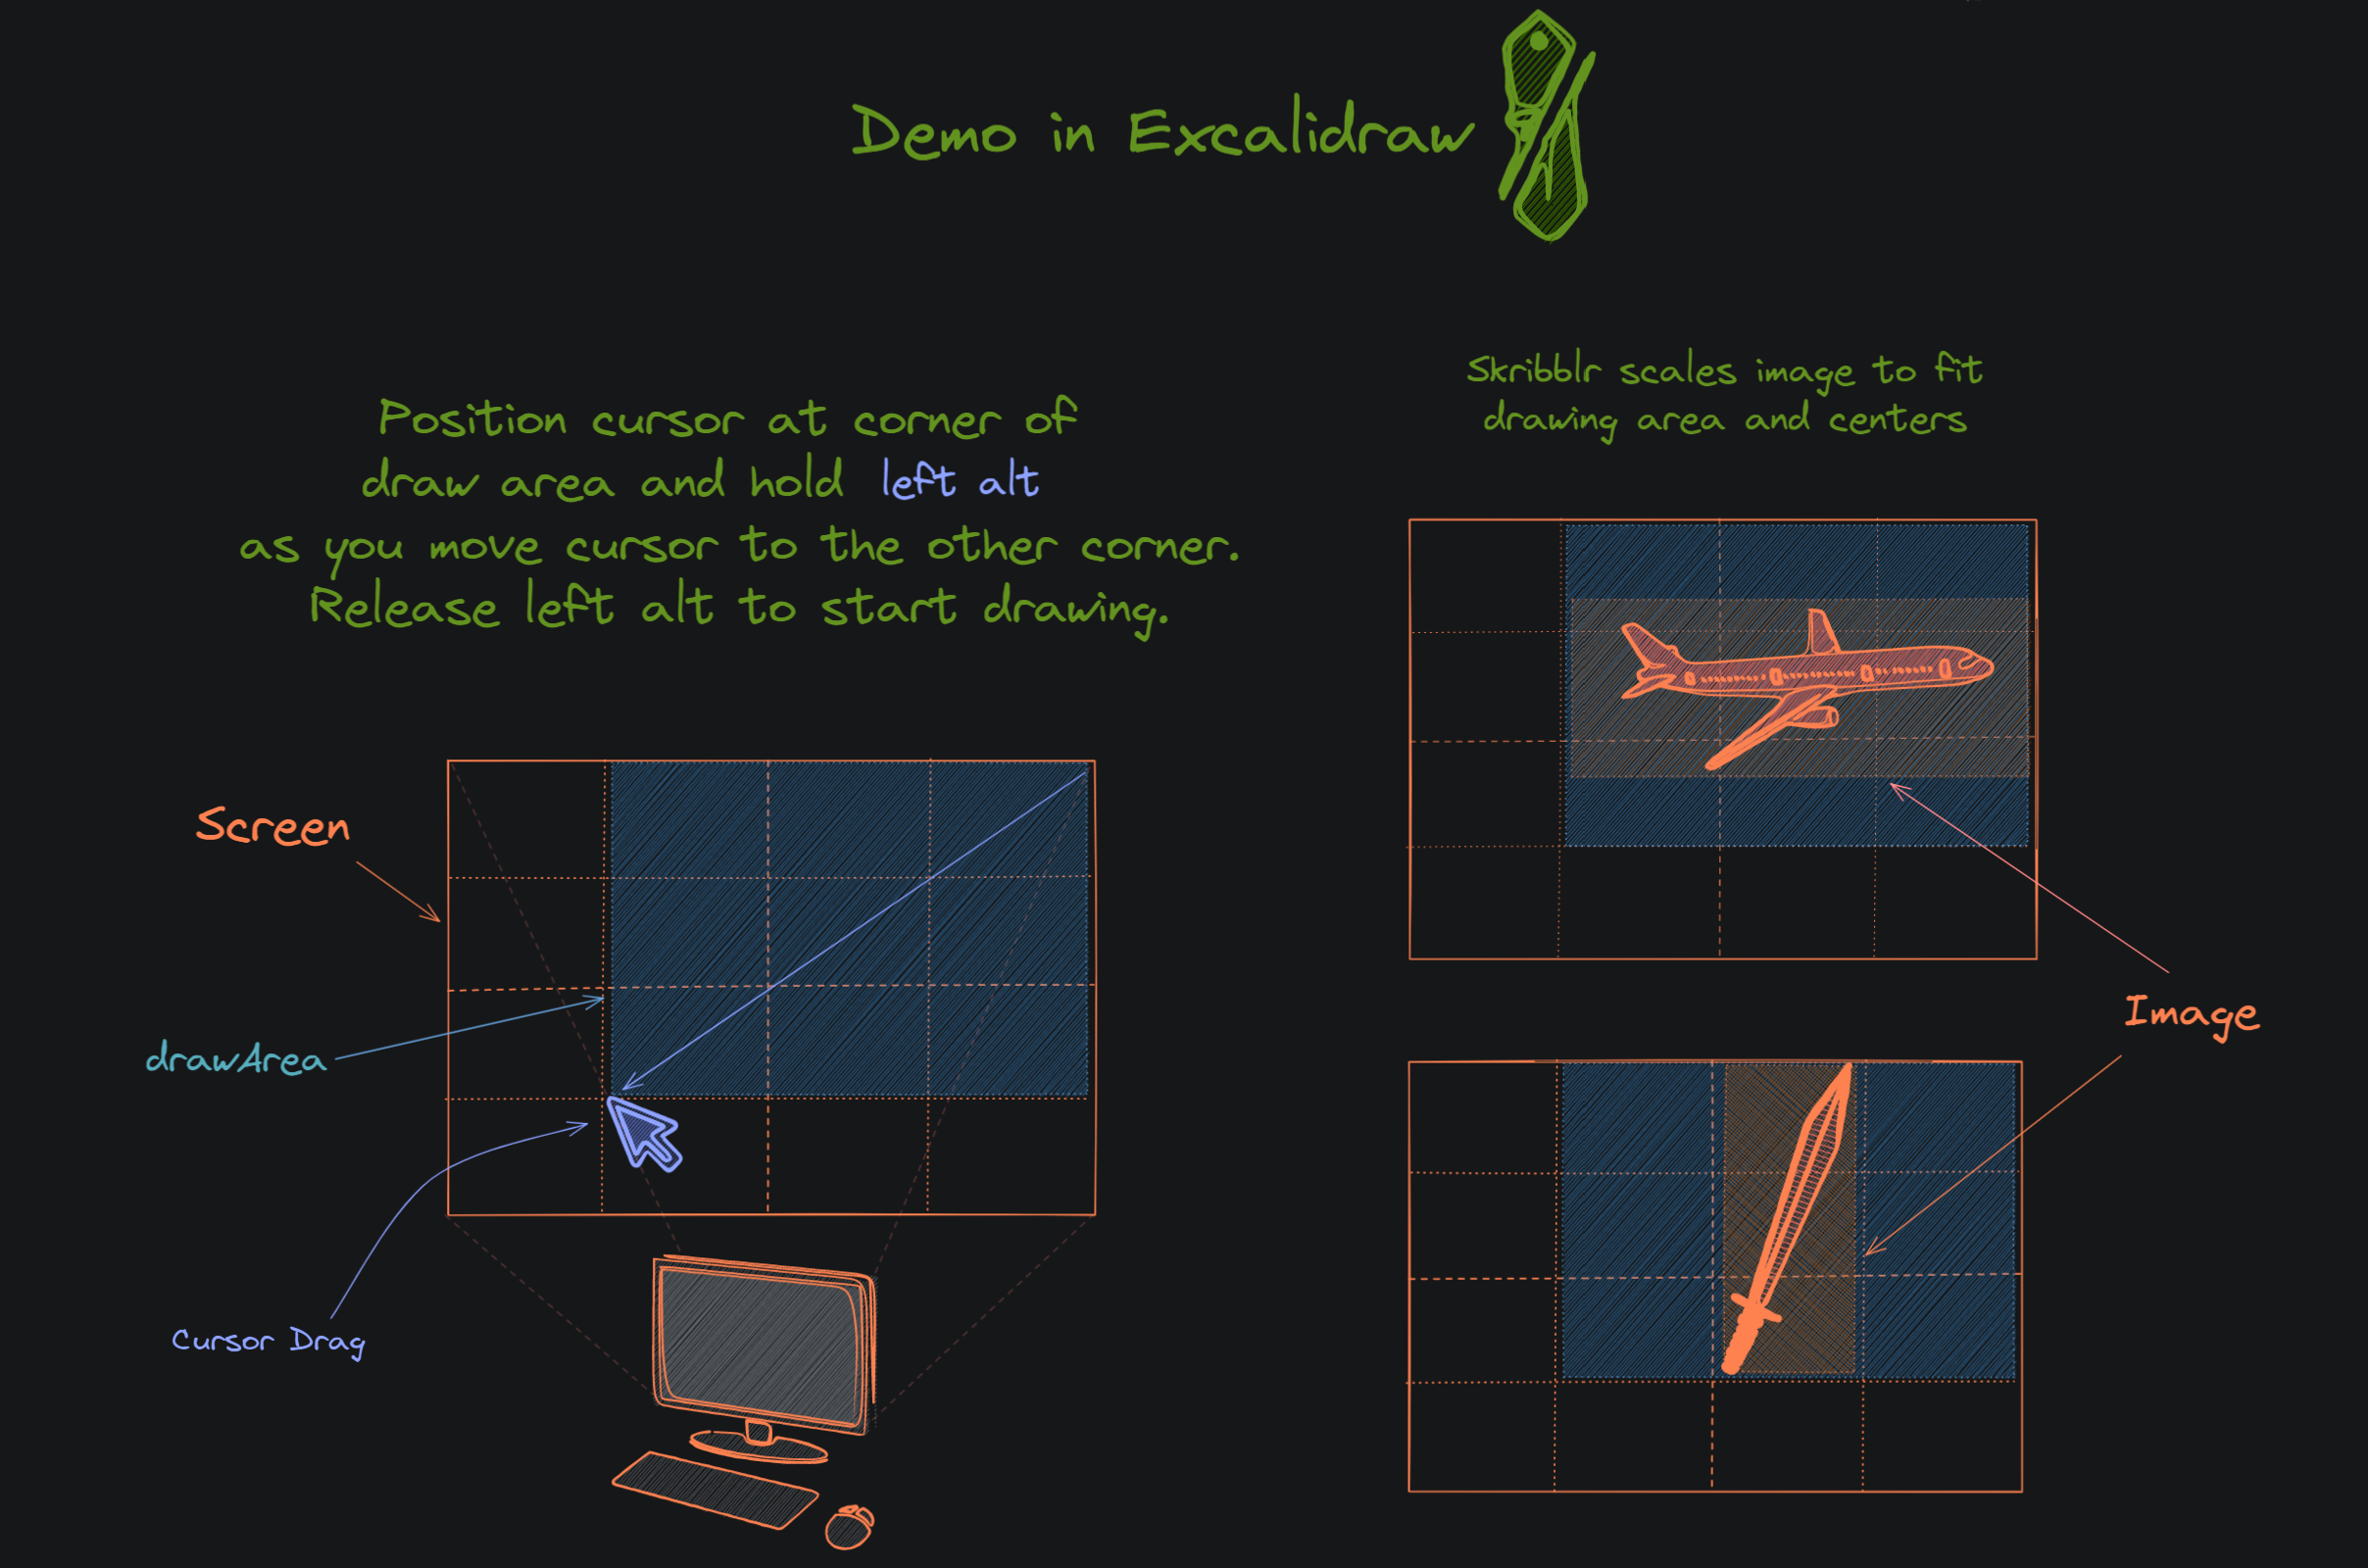 Demo in Excalidraw
Position cursor at corner of
draw area and hold left alt
as you move cursor to the other corner.
Release left alt to start drawing.
Screen
drawArea
Cursor Drag
Skribblr scales image to fit
drawing area and centers
Image